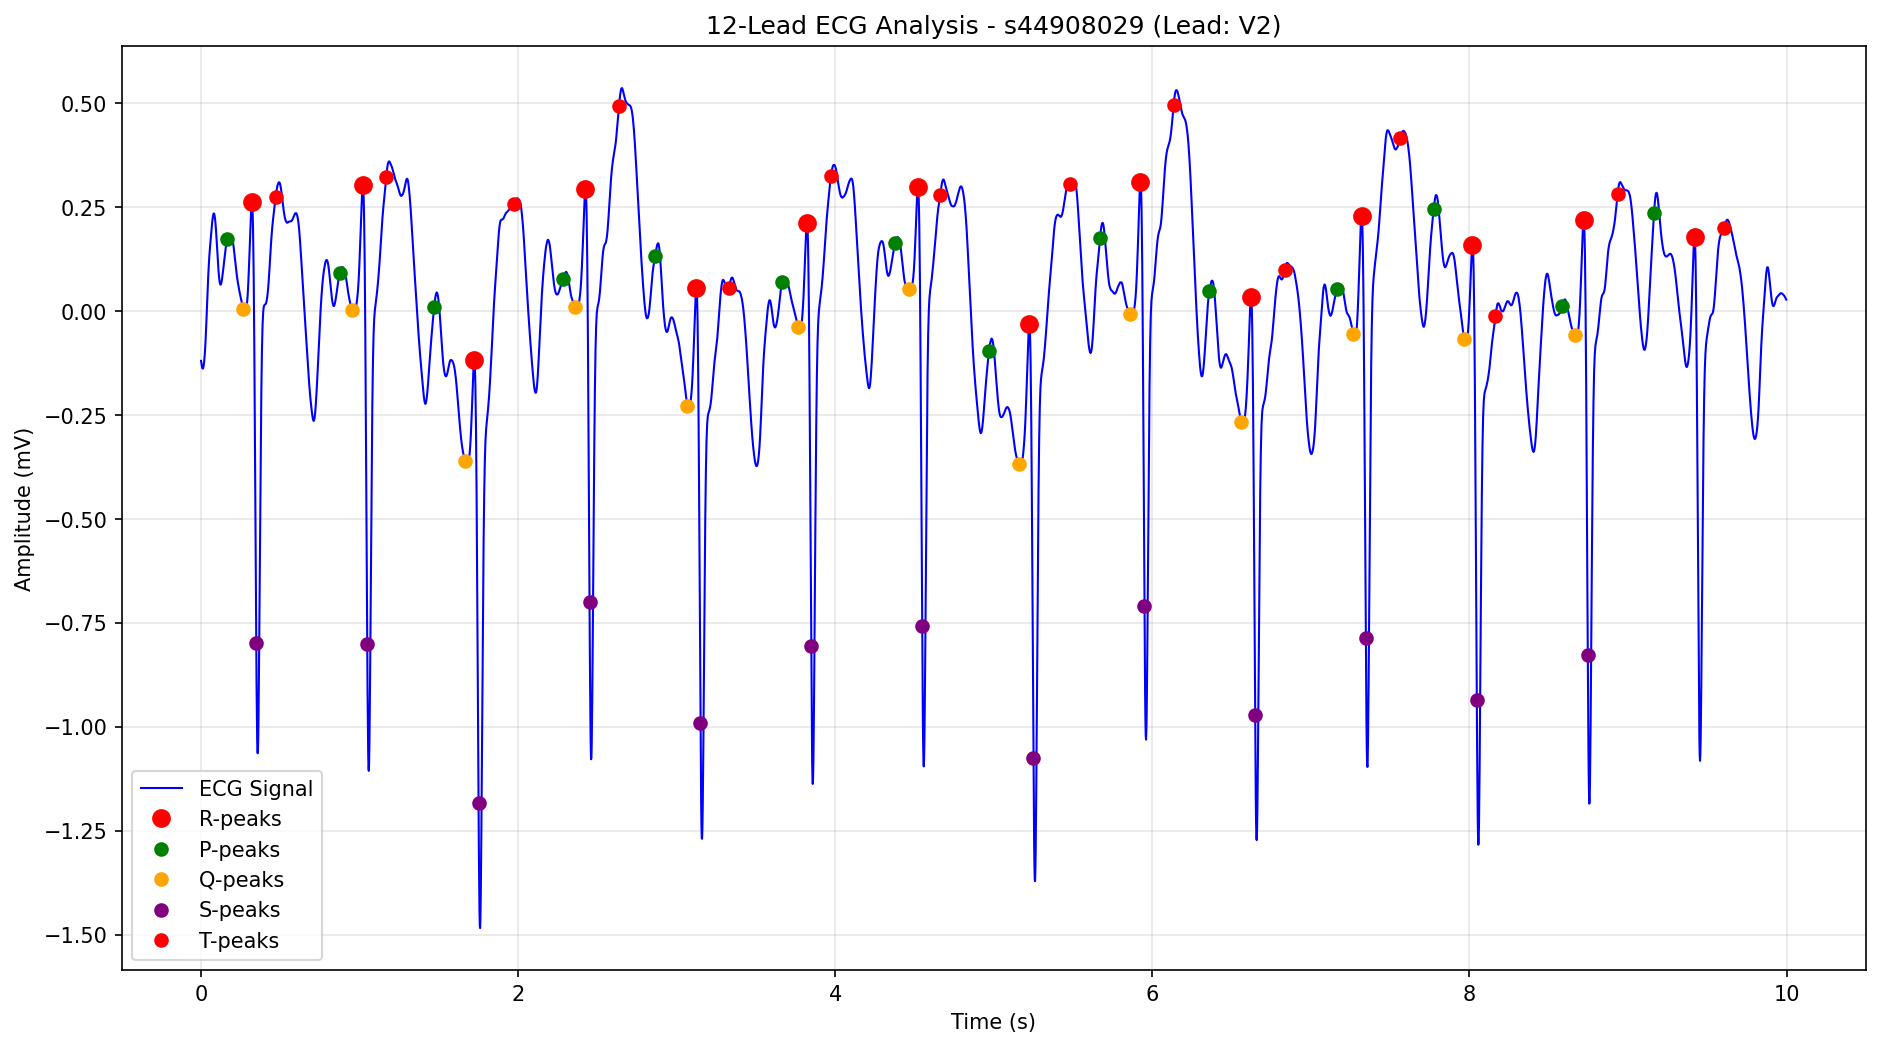 12-Lead ECG Analysis - s44908029 (Lead: V2)
Amplitude (mV)
0.50
0.25
0.00
−0.25
−0.50
−0.75
−1.00
−1.25
−1.50
ECG Signal
R-peaks
P-peaks
Q-peaks
S-peaks
T-peaks
0 2 4 6 8 10
Time (s)